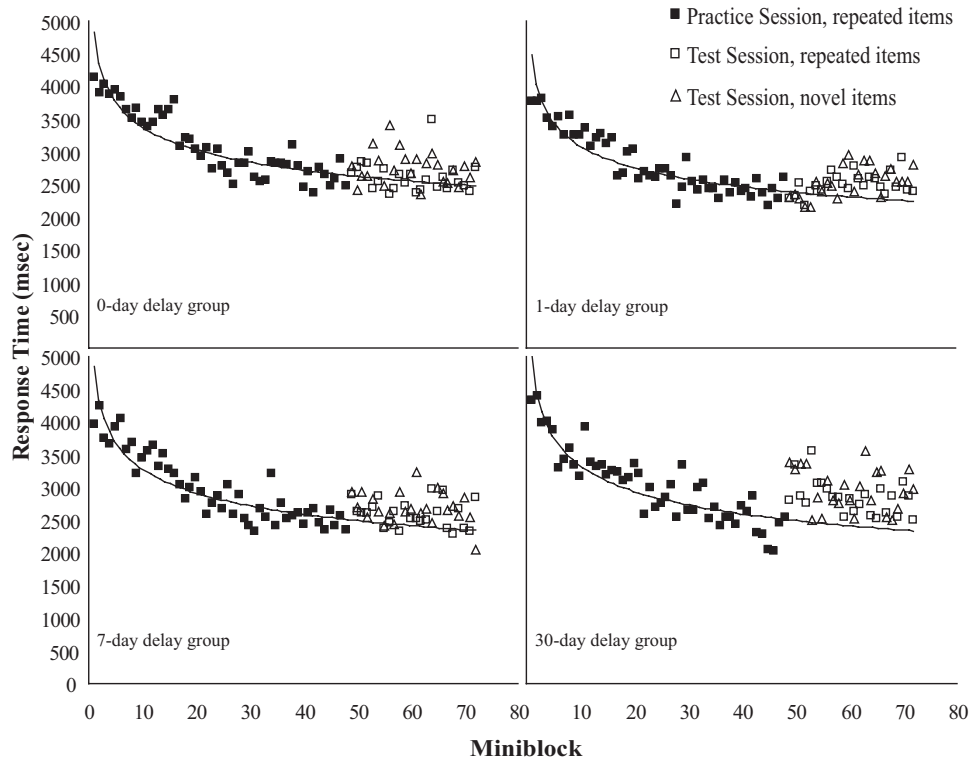 5000
4500
4000
3500
3000
2500
2000
1500
1000
500
Practice Session, repeated items
Test Session, repeated items
Test Session, novel items
0-day delay group
1-day delay group
Response Time (msec)
5000
4500
4000
3500
3000
2500
2000
1500
1000
500
0
7-day delay group
30-day delay group
0 10 20 30 40 50 60 70 80 10 20 30 40 50 60 70 80
Miniblock